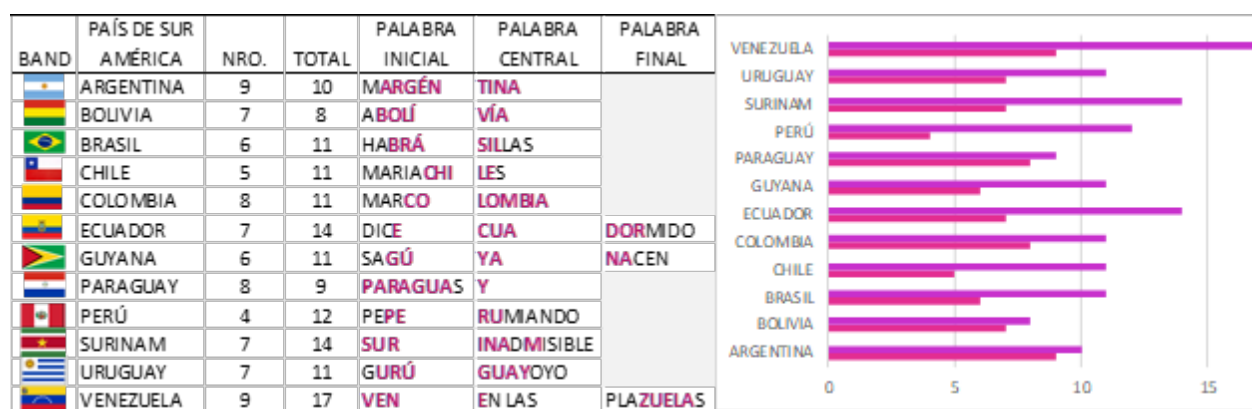 BAND PAÍS DE SUR AMÉRICA NRO. TOTAL PALABRA INICIAL PALABRA CENTRAL PALABRA FINAL
ARGENTINA 9 10 MARGÉN TINA
BOLIVIA 7 8 ABOLÍ VÍA
BRASIL 6 11 HABRÁ SILLAS
CHILE 5 11 MARIACHI LES
COLOMBIA 8 11 MARCO LOMBIA
ECUADOR 7 14 DICE CUA DORMIDO
GUYANA 6 11 SAGÚ YA NACEN
PARAGUAY 8 9 PARAGUAS Y
PERÚ 4 12 PEPE RUMIANDO
SURINAM 7 14 SUR INADMISIBLE
URUGUAY 7 11 GURÚ GUAYOYO
VENEZUELA 9 17 VEN EN LAS PLAZUELAS
VENEZUELA
URUGUAY
SURINAM
PERÚ
PARAGUAY
GUYANA
ECUADOR
COLOMBIA
CHILE
BRASIL
BOLIVIA
ARGENTINA
0 5 10 15